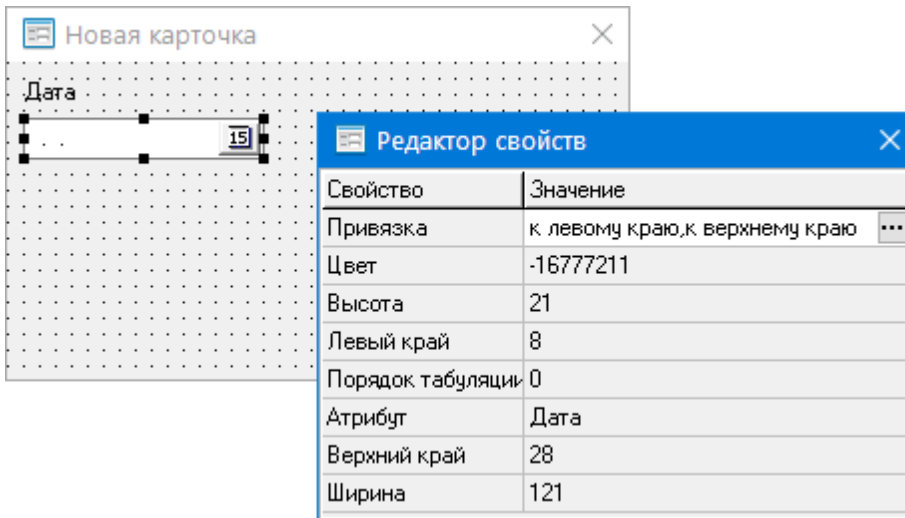 Новая карточка
Дата
. .
15
Редактор свойств
Свойство Значение
Привязка к левому краю,к верхнему краю ...
Цвет -16777211
Высота 21
Левый край 8
Порядок табуляции 0
Атрибут Дата
Верхний край 28
Ширина 121